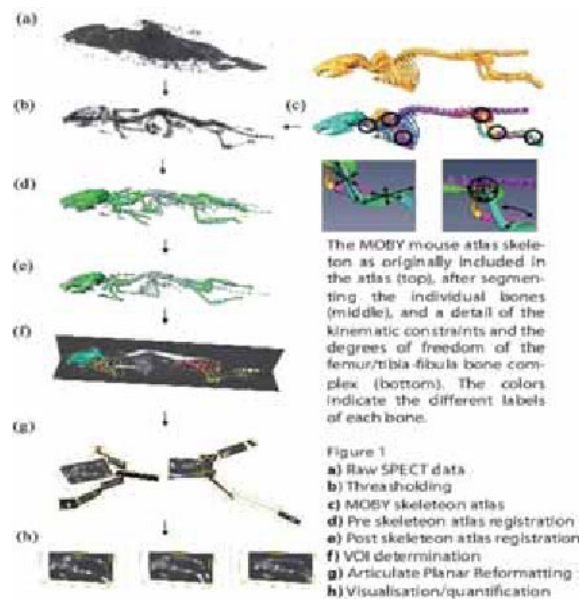 (a)
(b)
(c)
(d)
(e)
(f)
(g)
(h)
The MOBY mouse atlas skele-
ton as originally included in
the atlas (top), after segmen-
ting the individual bones
(middle), and a detail of the
kinematic constraints and the
degrees of freedom of the
femur/tibia-fibula bone com-
plex (bottom). The colors
indicate the different labels
of each bone.
Figure 1
a) Raw SPECT data
b) Threasholding
c) MOBY skeleteon atlas
d) Pre skeleteon atlas registration
e) Post skeleteon atlas registration
f) VOI determination
g) Articulate Planar Reformatting
h) Visualisation/quantification